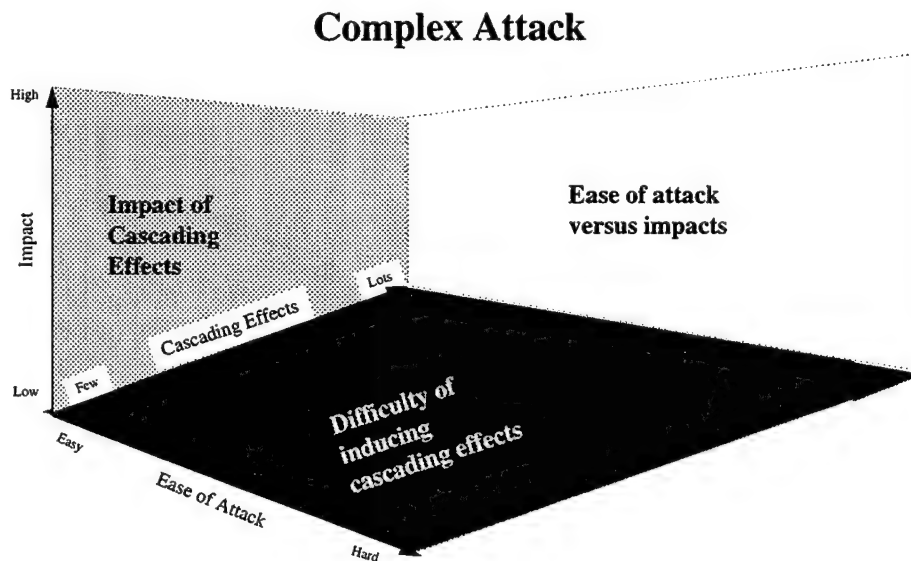 Complex Attack
High
Impact of
Cascading
Effects
Ease of attack
versus impacts
Impact
Lots
Cascading Effects
Few
Low
Difficulty of
inducing
cascading effects
Easy
Ease of Attack
Hard